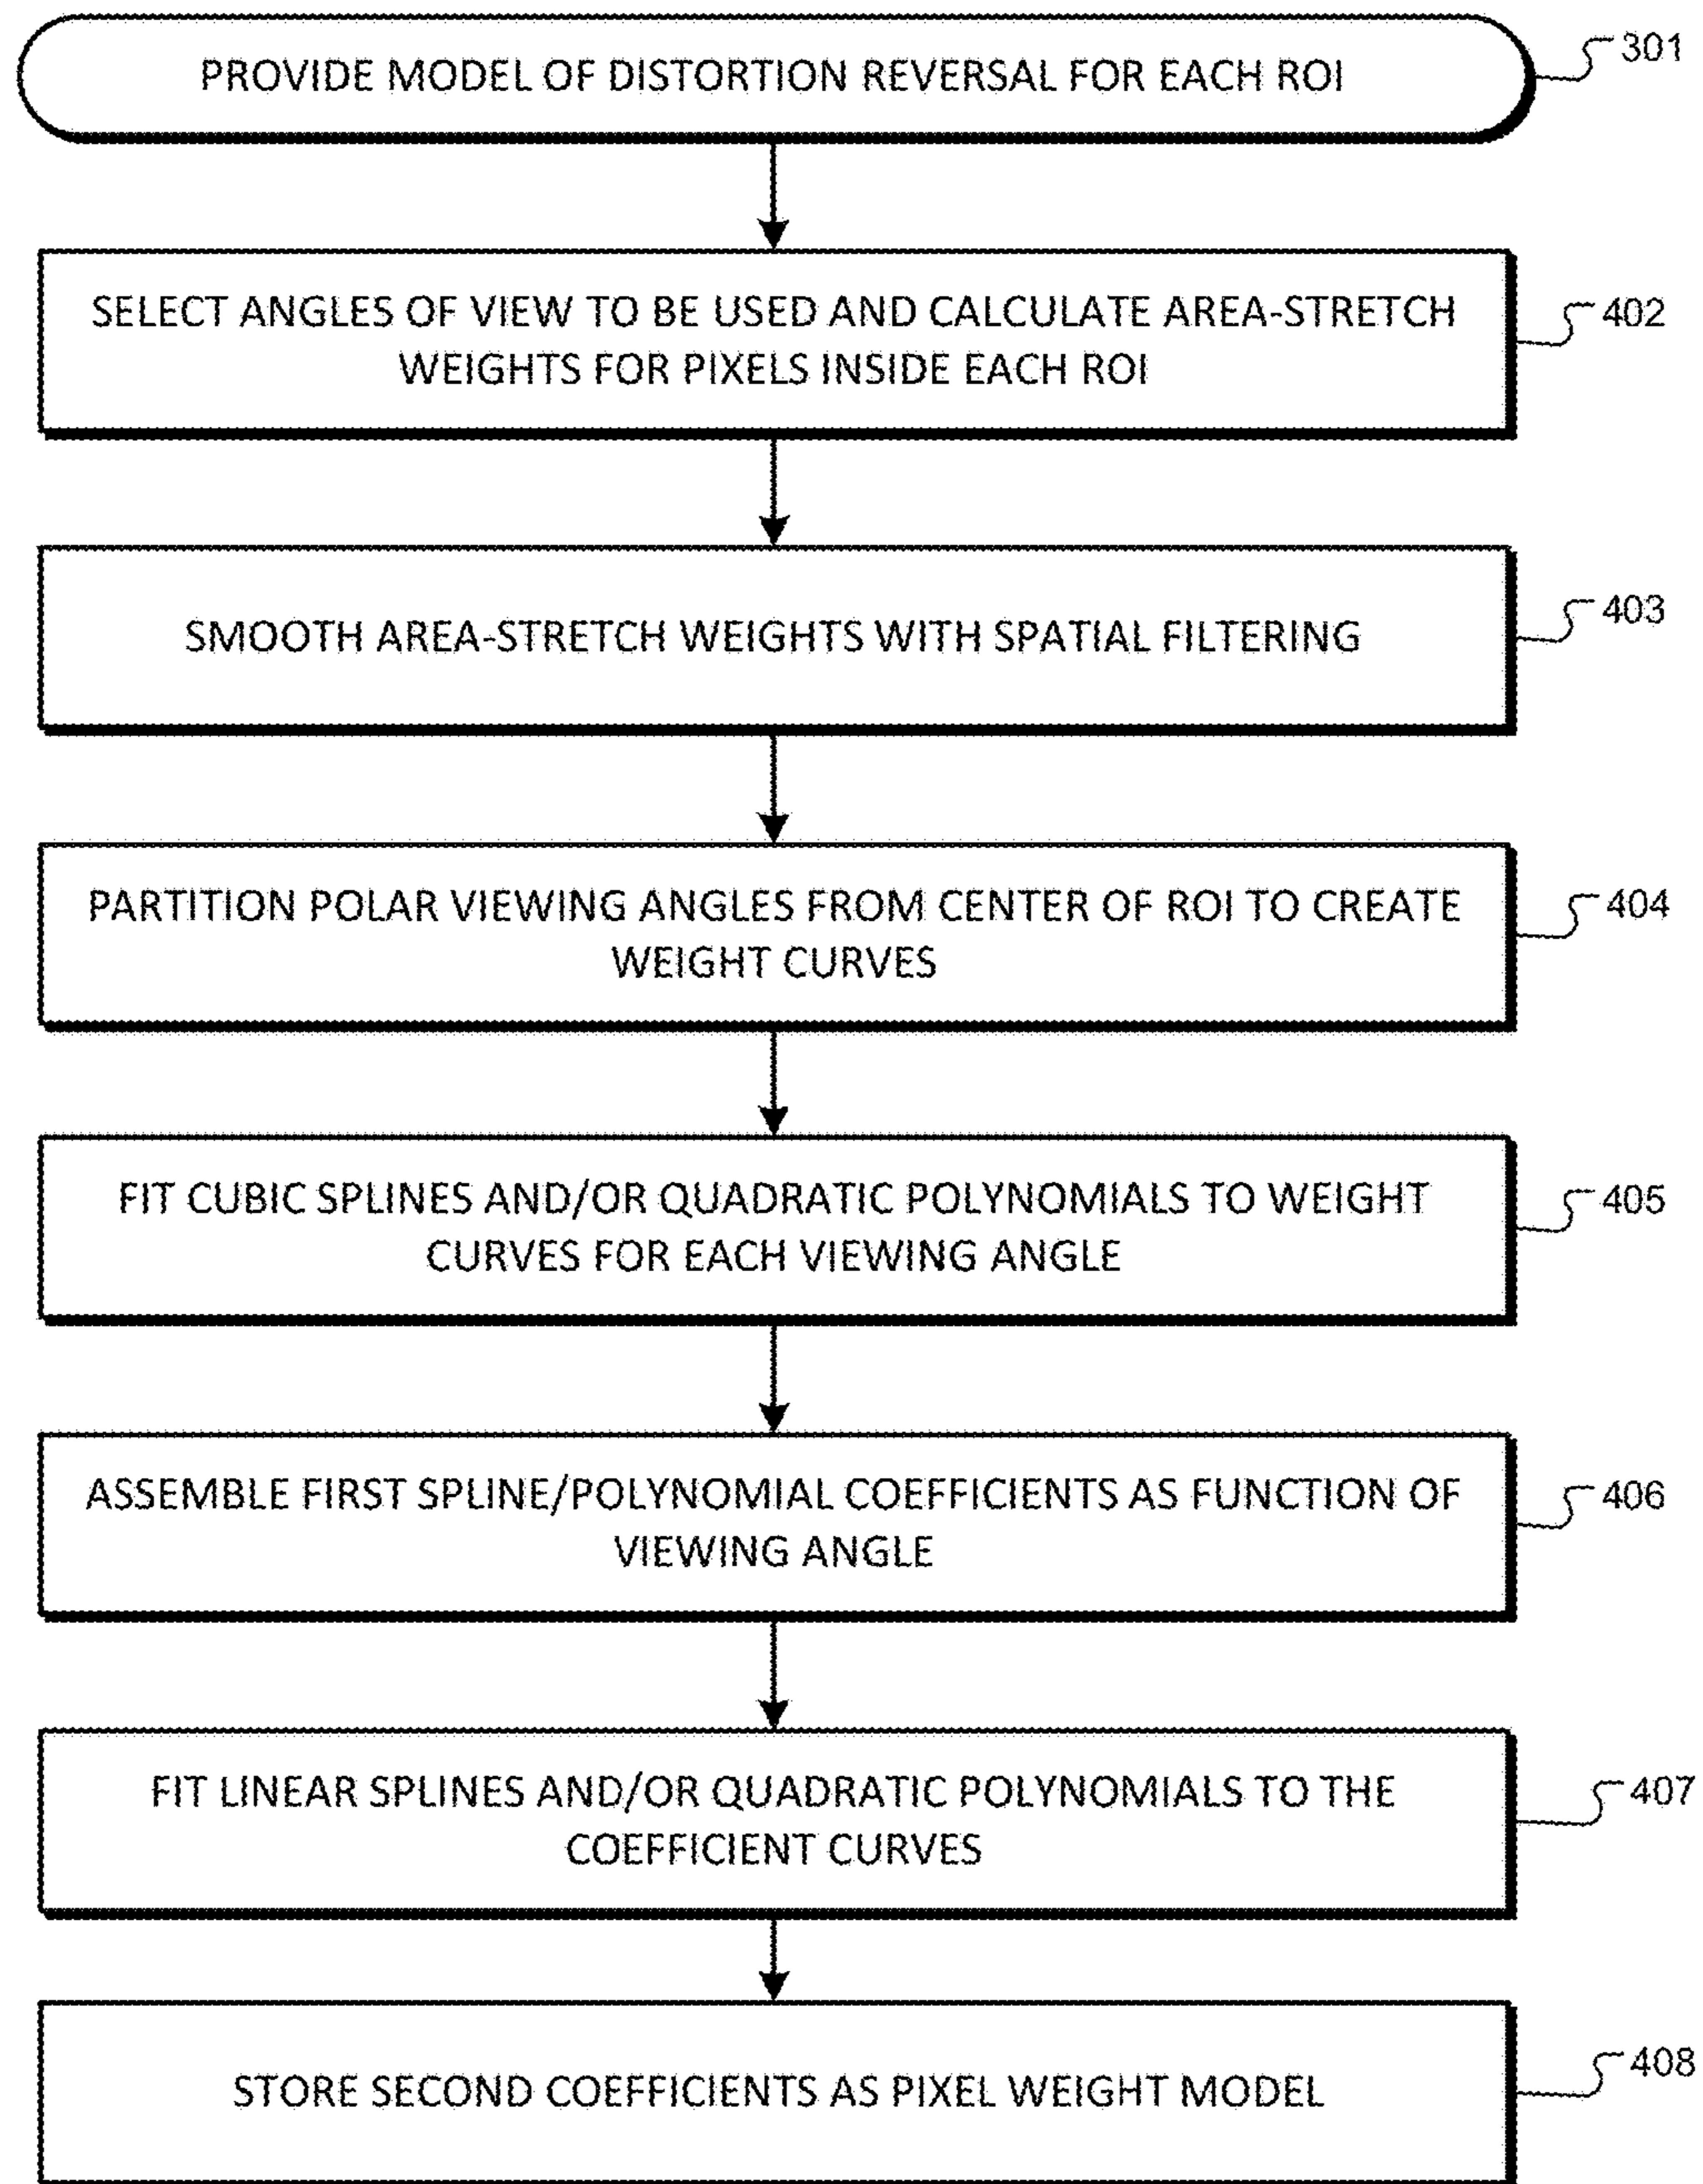 PROVIDE MODEL OF DISTORTION REVERSAL FOR EACH ROI
301
SELECT ANGLES OF VIEW TO BE USED AND CALCULATE AREA-STRETCH
WEIGHTS FOR PIXELS INSIDE EACH ROI
402
SMOOTH AREA-STRETCH WEIGHTS WITH SPATIAL FILTERING
403
PARTITION POLAR VIEWING ANGLES FROM CENTER OF ROI TO CREATE
WEIGHT CURVES
404
FIT CUBIC SPLINES AND/OR QUADRATIC POLYNOMIALS TO WEIGHT
CURVES FOR EACH VIEWING ANGLE
405
ASSEMBLE FIRST SPLINE/POLYNOMIAL COEFFICIENTS AS FUNCTION OF
VIEWING ANGLE
406
FIT LINEAR SPLINES AND/OR QUADRATIC POLYNOMIALS TO THE
COEFFICIENT CURVES
407
STORE SECOND COEFFICIENTS AS PIXEL WEIGHT MODEL
408